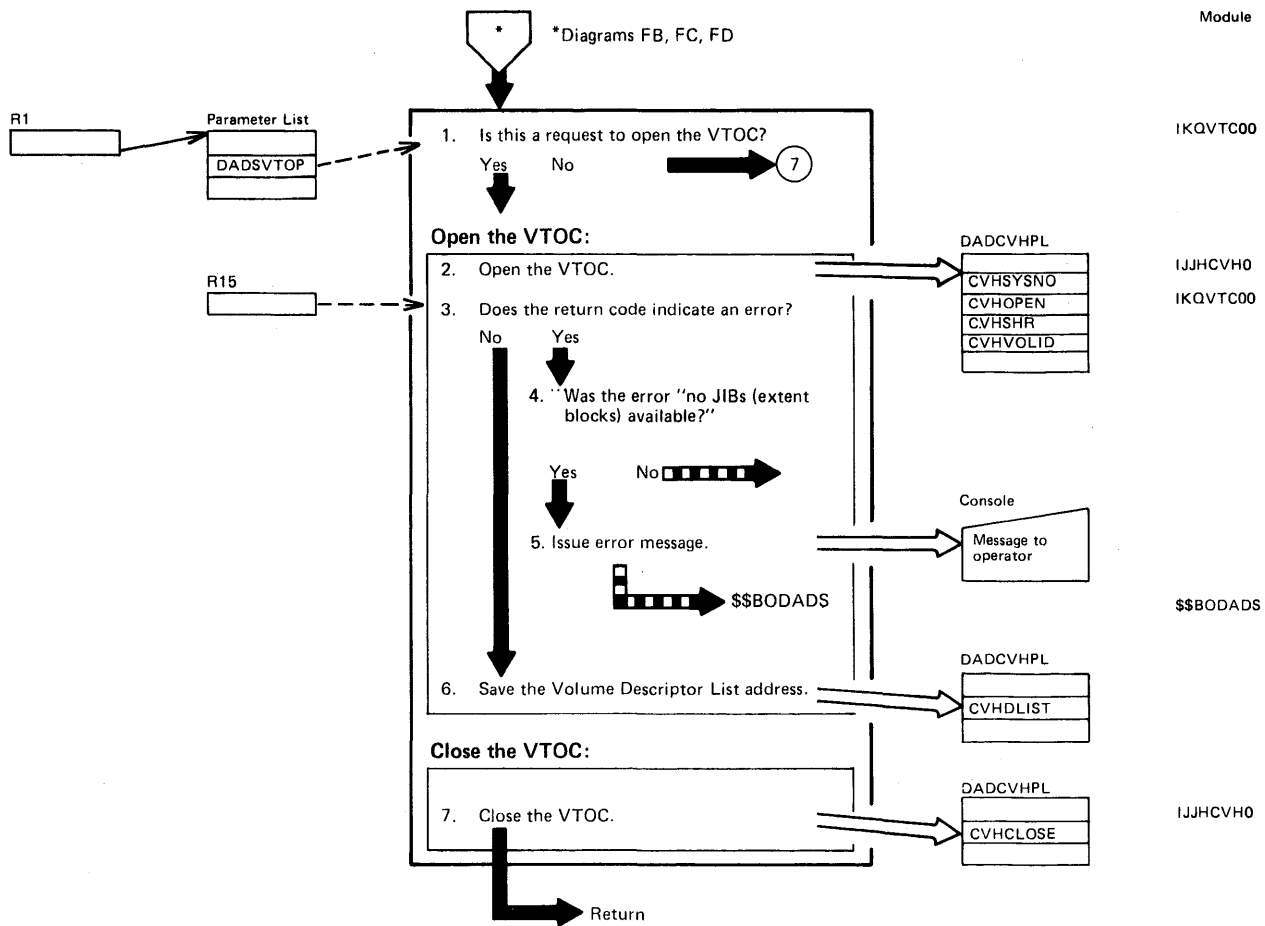 Module
*
*Diagrams FB, FC, FD
R1
Parameter List
DADSVTOP
1. Is this a request to open the VTOC?
Yes No 7
IKQVTC00
Open the VTOC:
R15
2. Open the VTOC.
DADCVHPL
CVHSYSNO
CVHOPEN
CVHSHR
CVHVOLID
IJJHCVH0
IKQVTC00
3. Does the return code indicate an error?
No Yes
4. "Was the error "no JIBs (extent
blocks) available?"
Yes No
5. Issue error message.
Console
Message to
operator
$$BODADS
$$BODADS
6. Save the Volume Descriptor List address.
DADCVHPL
CVHDLIST
Close the VTOC:
7. Close the VTOC.
DADCVHPL
CVHCLOSE
IJJHCVH0
Return